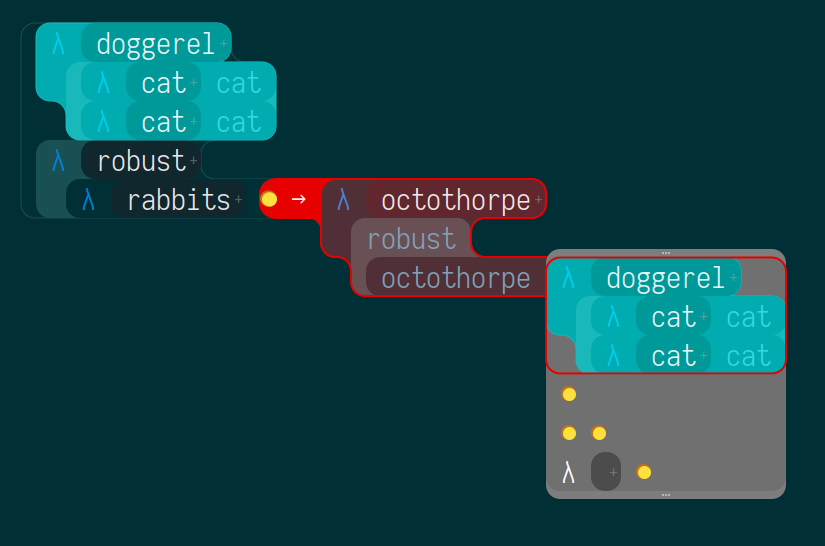 λ doggerel+
λ cat+ cat
λ cat+ cat
λ robust+
λ rabbits+ → λ octothorpe+
robust
octothorpe
…
λ doggerel+
λ cat+ cat
λ cat+ cat
λ +
…